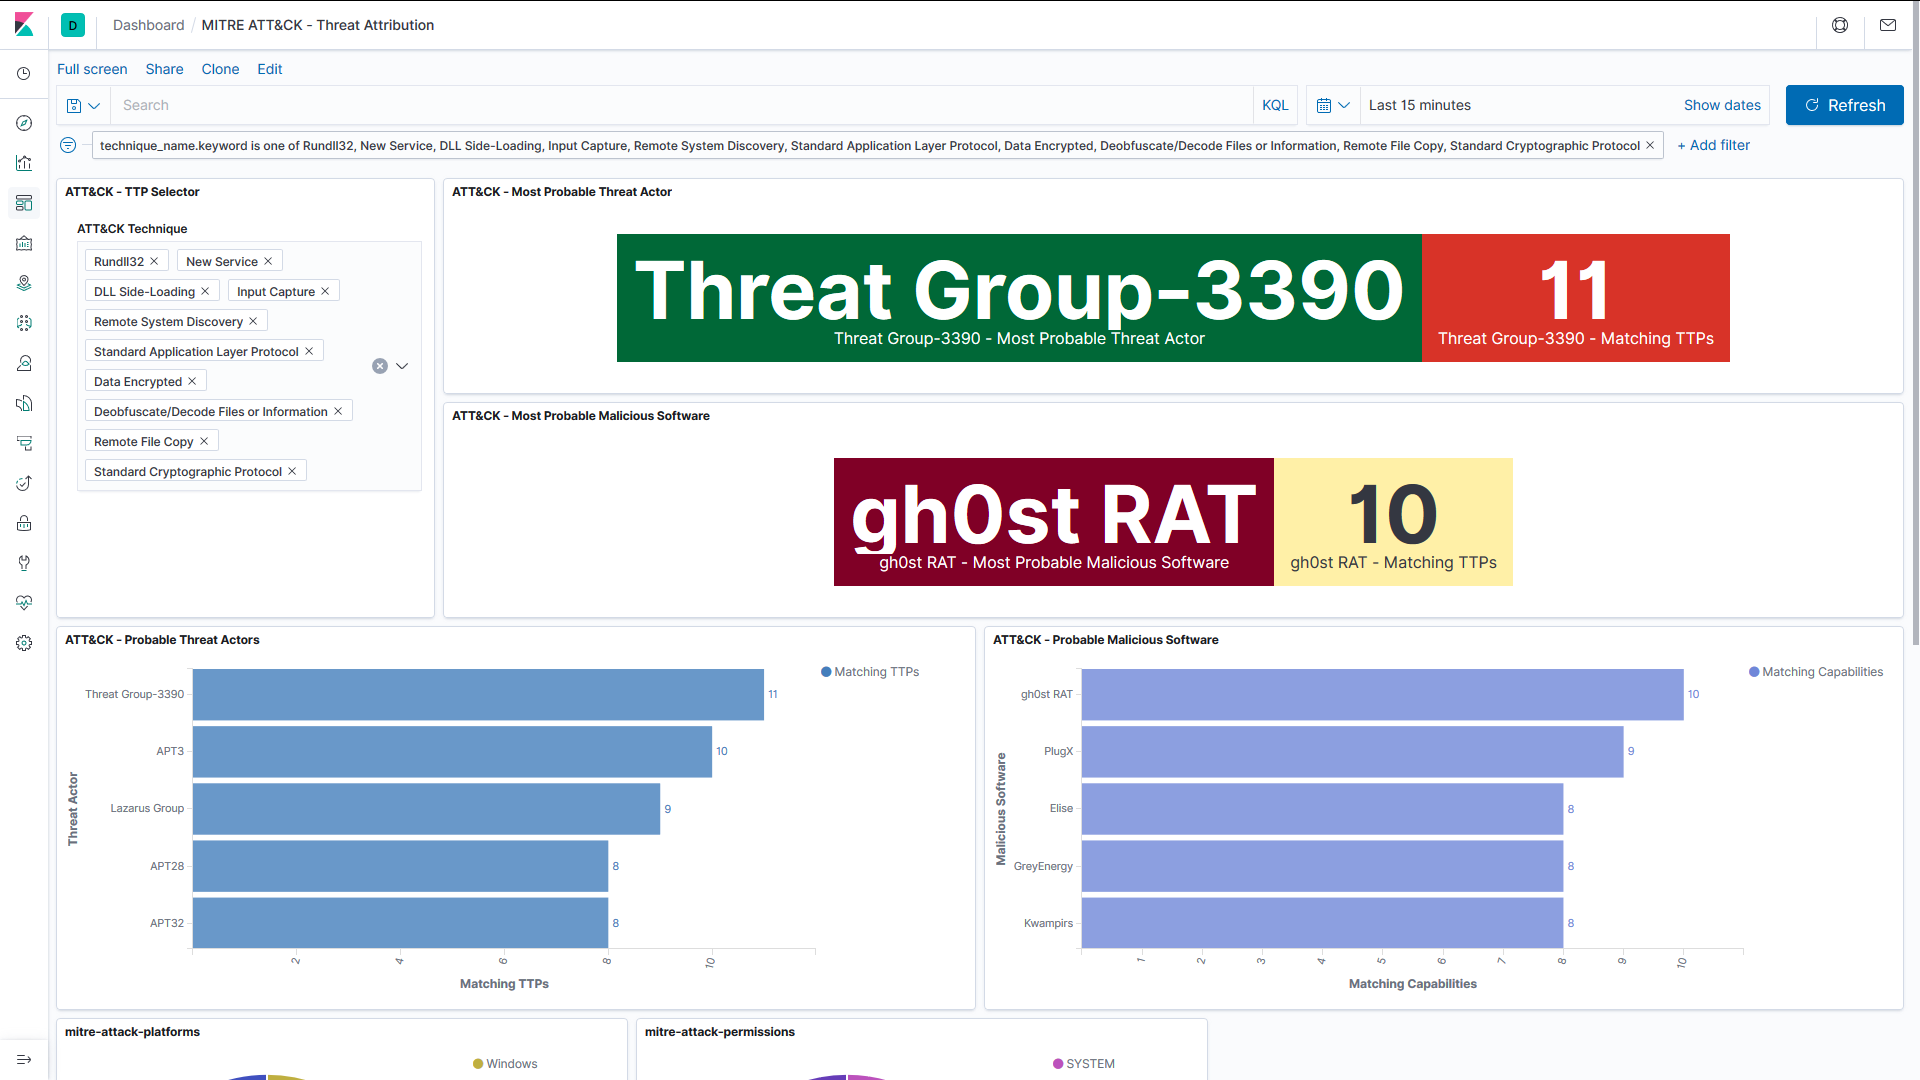 D
Dashboard / MITRE ATT&CK - Threat Attribution
Full screen Share Clone Edit
Search
KQL
Last 15 minutes
Show dates
Refresh
technique_name.keyword is one of Rundll32, New Service, DLL Side-Loading, Input Capture, Remote System Discovery, Standard Application Layer Protocol, Data Encrypted, Deobfuscate/Decode Files or Information, Remote File Copy, Standard Cryptographic Protocol ×
+ Add filter
ATT&CK - TTP Selector
ATT&CK Technique
Rundll32 × New Service ×
DLL Side-Loading × Input Capture ×
Remote System Discovery ×
Standard Application Layer Protocol ×
Data Encrypted ×
Deobfuscate/Decode Files or Information ×
Remote File Copy ×
Standard Cryptographic Protocol ×
ATT&CK - Most Probable Threat Actor
Threat Group-3390
Threat Group-3390 - Most Probable Threat Actor
11
Threat Group-3390 - Matching TTPs
ATT&CK - Most Probable Malicious Software
gh0st RAT
gh0st RAT - Most Probable Malicious Software
10
gh0st RAT - Matching TTPs
ATT&CK - Probable Threat Actors
Matching TTPs
Threat Actor
Threat Group-3390 11
APT3 10
Lazarus Group 9
APT28 8
APT32 8
2 4 6 8 10
Matching TTPs
ATT&CK - Probable Malicious Software
Matching Capabilities
Malicious Software
gh0st RAT 10
PlugX 9
Elise 8
GreyEnergy 8
Kwampirs 8
1 2 3 4 5 6 7 8 9 10
Matching Capabilities
mitre-attack-platforms
Windows
mitre-attack-permissions
SYSTEM